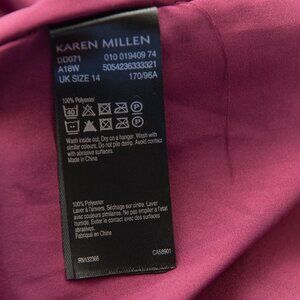 KAREN MILLEN
DD071 010 019409 74
A18W 5054236333321
UK SIZE 14 170/96A
100% Polyester
Wash inside out. Dry on a hanger. Wash with
similar colours. Do not pile damp. Avoid contact
with abrasive surfaces.
Made in China
100% Polyester
Laver à l'envers. Séchage sur cintre. Laver
avec couleurs similaires. Ne pas empiler à l'etat
humide. Eviter le contact avec des surfaces
abrasives.
Fabriqué en Chine
RN132366 CA56901